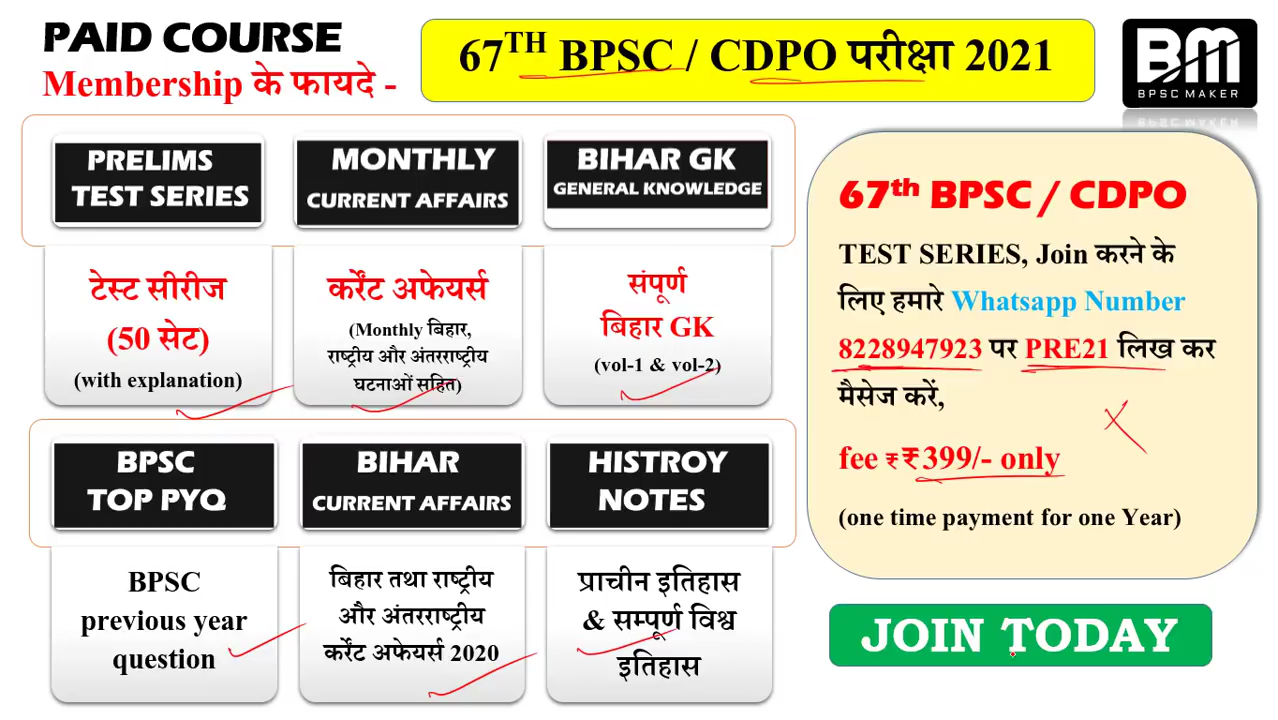 PAID COURSE
Membership के फायदे -
67TH BPSC / CDPO परीक्षा 2021
BM
BPSC MAKER
PRELIMS
TEST SERIES
MONTHLY
CURRENT AFFAIRS
BIHAR GK
GENERAL KNOWLEDGE
टेस्ट सीरीज
(50 सेट)
(with explanation)
करेंट अफेयर्स
(Monthly बिहार,
राष्ट्रीय और अंतरराष्ट्रीय
घटनाओं सहित)
संपूर्ण
बिहार GK
(vol-1 & vol-2)
BPSC
TOP PYQ
BIHAR
CURRENT AFFAIRS
HISTROY
NOTES
BPSC
previous year
question
बिहार तथा राष्ट्रीय
और अंतरराष्ट्रीय
करेंट अफेयर्स 2020
प्राचीन इतिहास
& सम्पूर्ण विश्व
इतिहास
67th BPSC / CDPO
TEST SERIES, Join करने के
लिए हमारे Whatsapp Number
8228947923 पर PRE21 लिख कर
मैसेज करें,
fee ₹ ₹399/- only
(one time payment for one Year)
JOIN TODAY